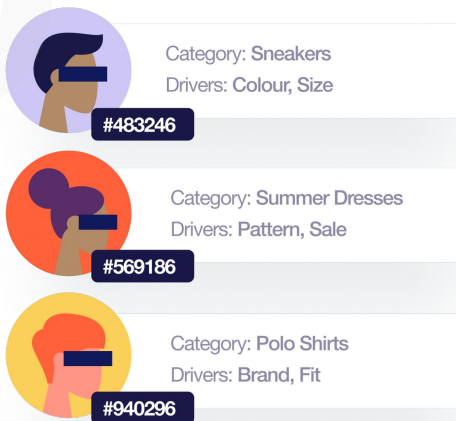 Category: Sneakers
Drivers: Colour, Size
#483246
Category: Summer Dresses
Drivers: Pattern, Sale
#569186
Category: Polo Shirts
Drivers: Brand, Fit
#940296